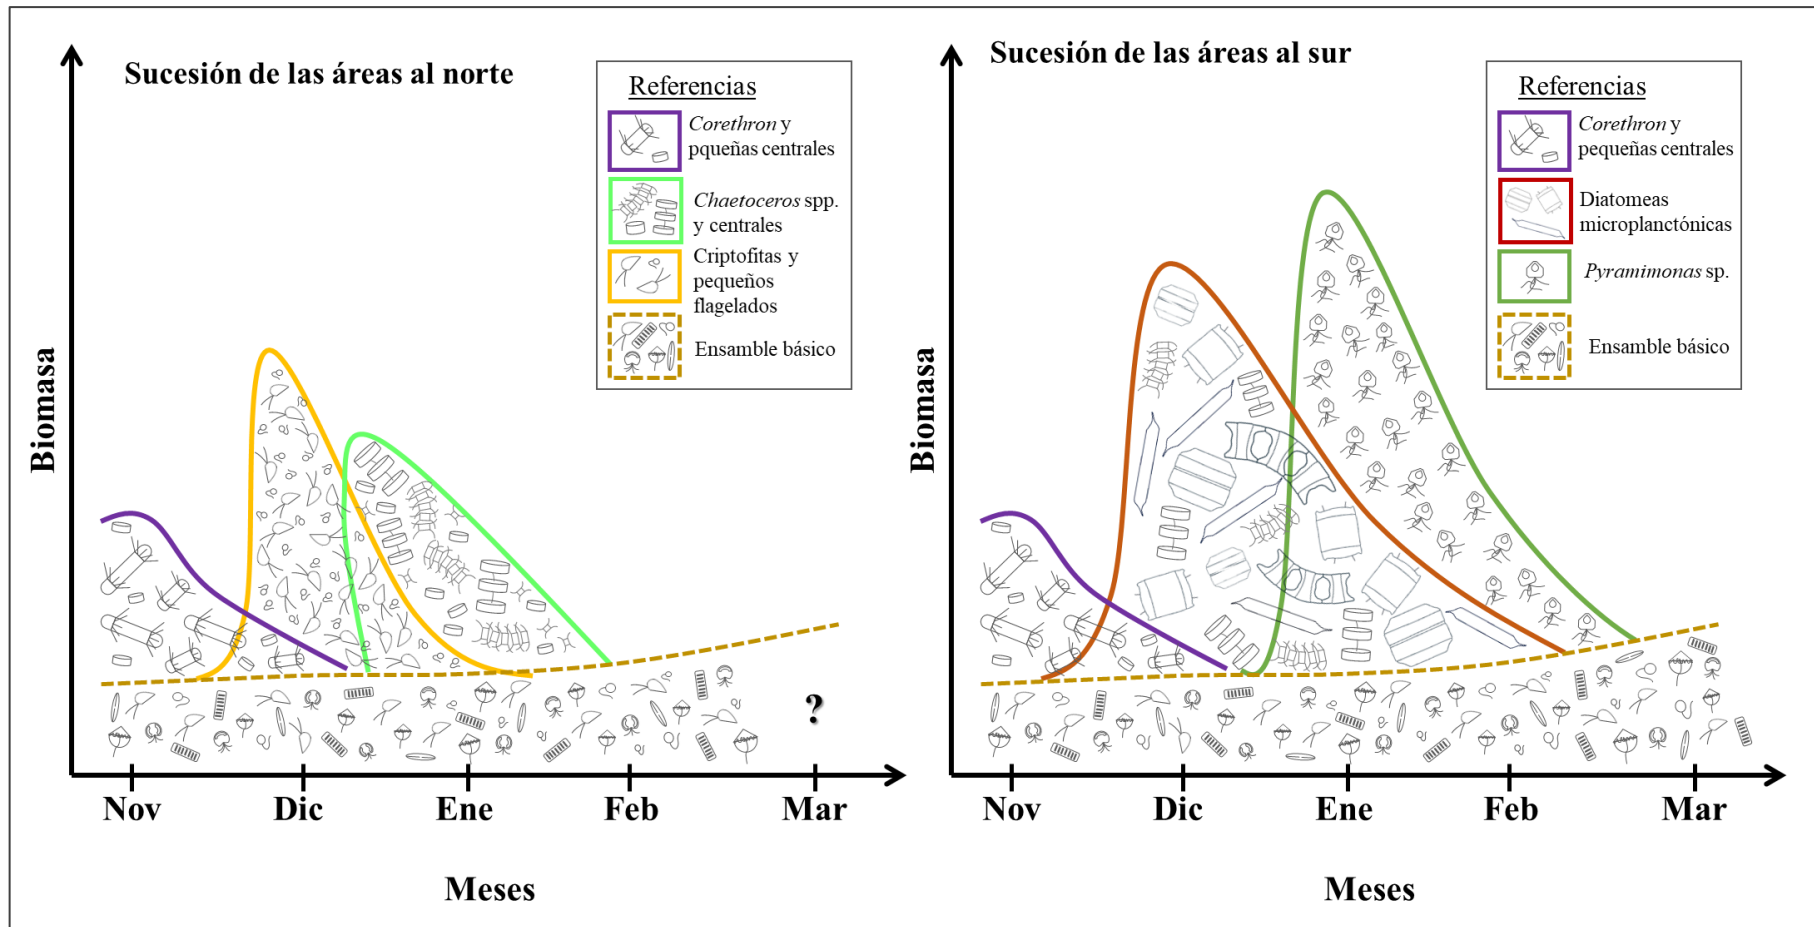 Sucesión de las áreas al norte
Referencias
Corethron y
pqueñas centrales
Chaetoceros spp.
y centrales
Criptofitas y
pequeños
flagelados
Ensamble básico
Biomasa
?
Nov
Dic
Ene
Feb
Mar
Meses
Sucesión de las áreas al sur
Referencias
Corethron y
pequeñas centrales
Diatomeas
microplanctónicas
Pyramimonas sp.
Ensamble básico
Biomasa
Nov
Dic
Ene
Feb
Mar
Meses